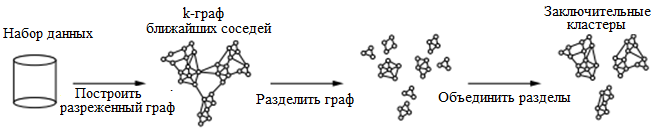 Набор данных
Построить
разреженный граф
k-граф
ближайших соседей
Разделить граф
Объединить разделы
Заключительные
кластеры